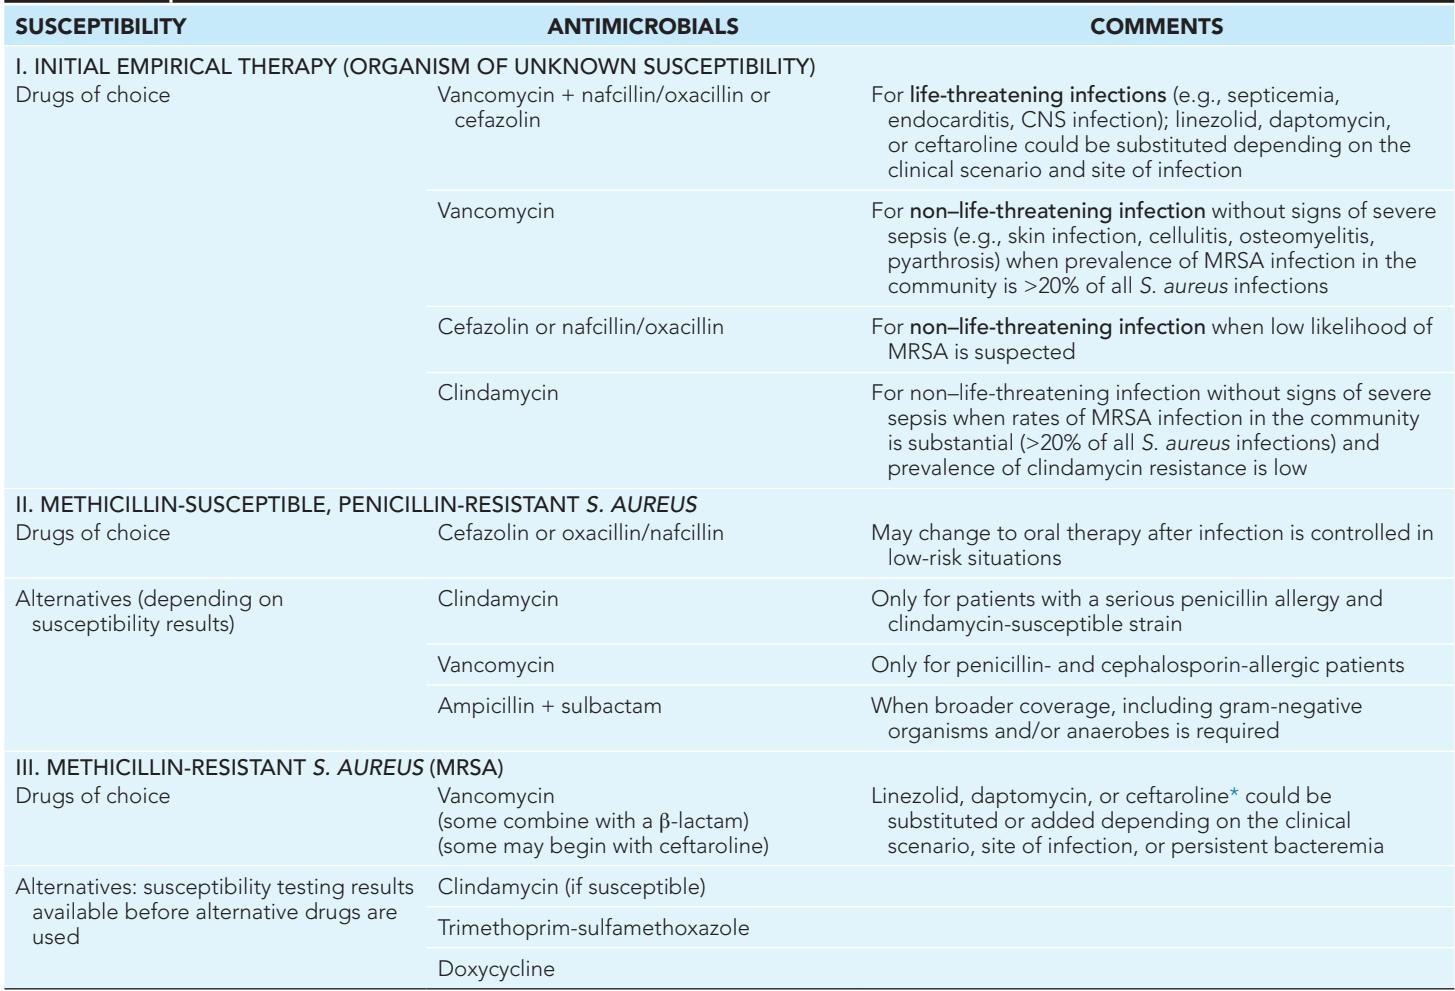 SUSCEPTIBILITY ANTIMICROBIALS COMMENTS
I. INITIAL EMPIRICAL THERAPY (ORGANISM OF UNKNOWN SUSCEPTIBILITY)
Drugs of choice
Vancomycin + nafcillin/oxacillin or
cefazolin
For life-threatening infections (e.g., septicemia,
endocarditis, CNS infection); linezolid, daptomycin,
or ceftaroline could be substituted depending on the
clinical scenario and site of infection
Vancomycin
For non–life-threatening infection without signs of severe
sepsis (e.g., skin infection, cellulitis, osteomyelitis,
pyarthrosis) when prevalence of MRSA infection in the
community is >20% of all S. aureus infections
Cefazolin or nafcillin/oxacillin
For non–life-threatening infection when low likelihood of
MRSA is suspected
Clindamycin
For non–life-threatening infection without signs of severe
sepsis when rates of MRSA infection in the community
is substantial (>20% of all S. aureus infections) and
prevalence of clindamycin resistance is low
II. METHICILLIN-SUSCEPTIBLE, PENICILLIN-RESISTANT S. AUREUS
Drugs of choice
Cefazolin or oxacillin/nafcillin
May change to oral therapy after infection is controlled in
low-risk situations
Alternatives (depending on
susceptibility results)
Clindamycin
Only for patients with a serious penicillin allergy and
clindamycin-susceptible strain
Vancomycin
Only for penicillin- and cephalosporin-allergic patients
Ampicillin + sulbactam
When broader coverage, including gram-negative
organisms and/or anaerobes is required
III. METHICILLIN-RESISTANT S. AUREUS (MRSA)
Drugs of choice
Vancomycin
(some combine with a β-lactam)
(some may begin with ceftaroline)
Linezolid, daptomycin, or ceftaroline* could be
substituted or added depending on the clinical
scenario, site of infection, or persistent bacteremia
Alternatives: susceptibility testing results
available before alternative drugs are
used
Clindamycin (if susceptible)
Trimethoprim-sulfamethoxazole
Doxycycline